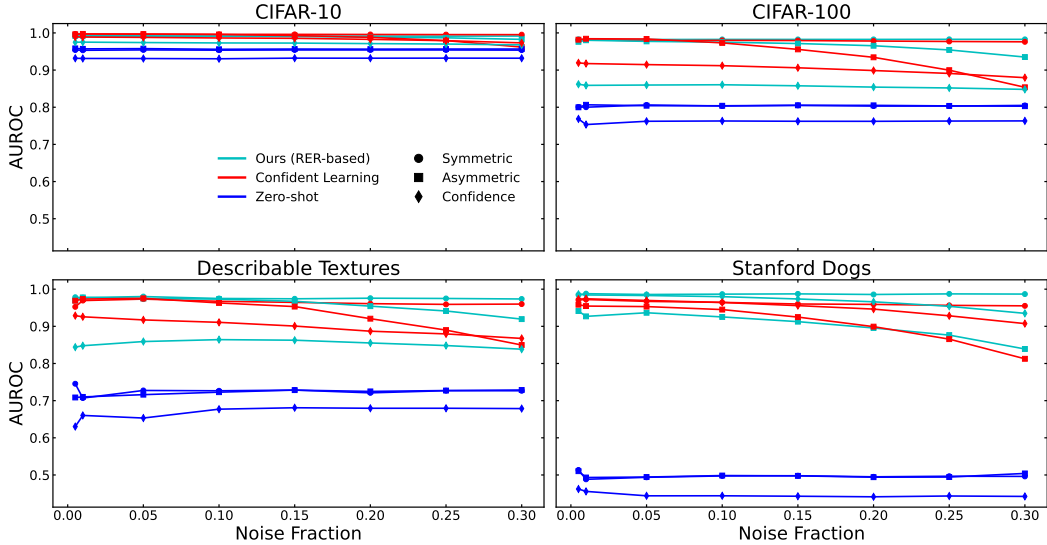 CIFAR-10
CIFAR-100
1.0
0.9
0.8
0.7
0.6
0.5
AUROC
Ours (RER-based)
Confident Learning
Zero-shot
Symmetric
Asymmetric
Confidence
Describable Textures
Stanford Dogs
1.0
0.9
0.8
0.7
0.6
0.5
AUROC
0.00 0.05 0.10 0.15 0.20 0.25 0.30
Noise Fraction
0.00 0.05 0.10 0.15 0.20 0.25 0.30
Noise Fraction